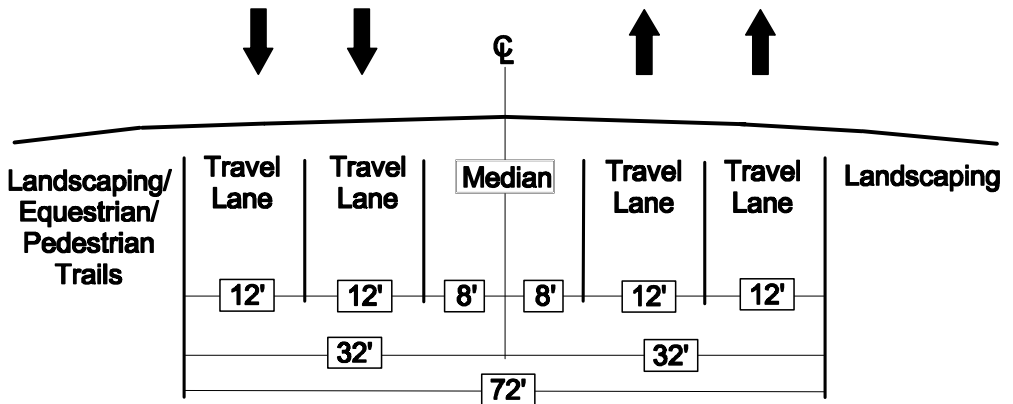 CL
Landscaping/
Equestrian/
Pedestrian
Trails
Travel
Lane
Travel
Lane
Median
Travel
Lane
Travel
Lane
Landscaping
12'
12'
8'
8'
12'
12'
32'
32'
72'